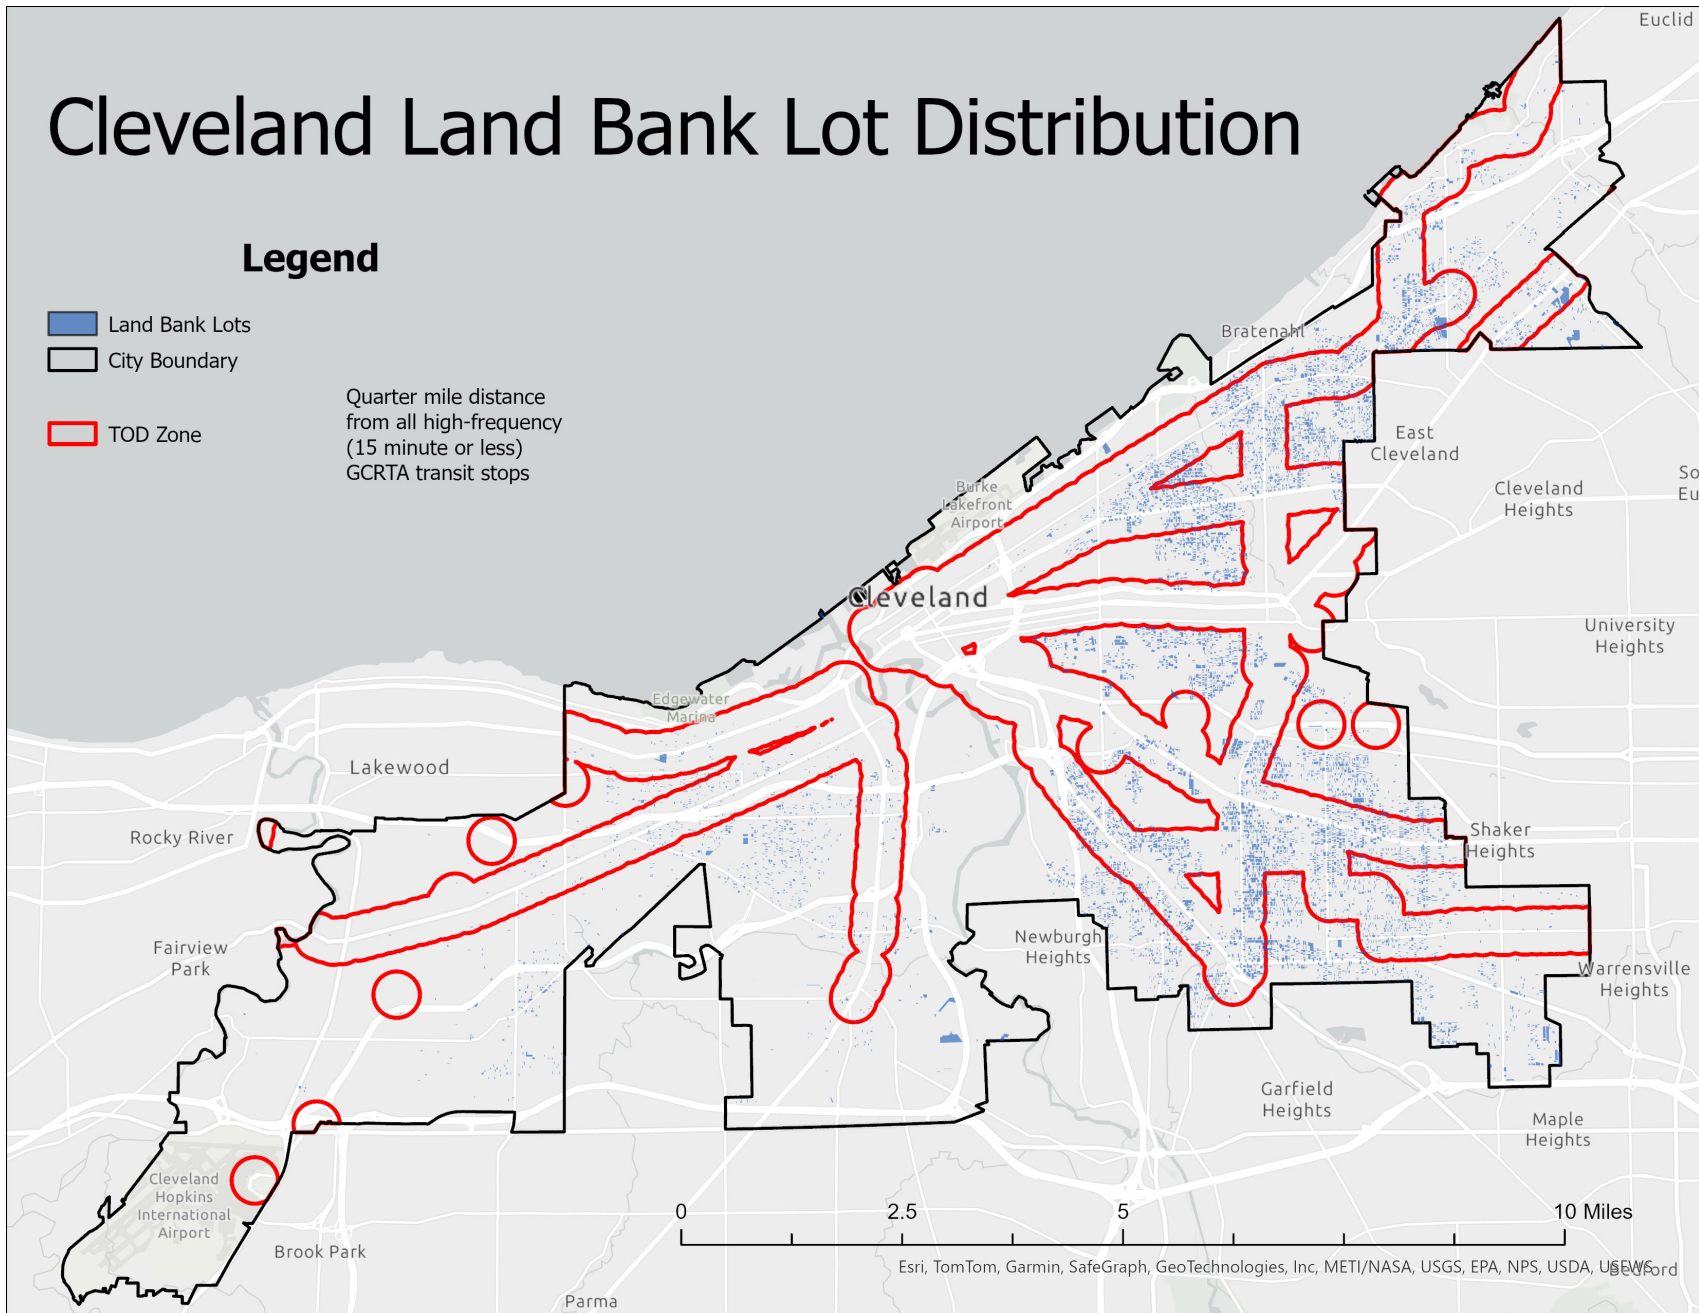 Euclid
Cleveland Land Bank Lot Distribution
Legend
Land Bank Lots
City Boundary
TOD Zone
Quarter mile distance
from all high-frequency
(15 minute or less)
GCRTA transit stops
Bratenahl
East
Cleveland
Cleveland
Heights
So
Eu
Burke
Lakefront
Airport
Cleveland
University
Heights
Edgewater
Marina
Lakewood
Rocky River
Shaker
Heights
Fairview
Park
Newburgh
Heights
Warrensville
Heights
Garfield
Heights
Maple
Heights
Cleveland
Hopkins
International
Airport
Brook Park
0 2.5 5 10 Miles
Esri, TomTom, Garmin, SafeGraph, GeoTechnologies, Inc, METI/NASA, USGS, EPA, NPS, USDA, USFWS
Bedford
Parma